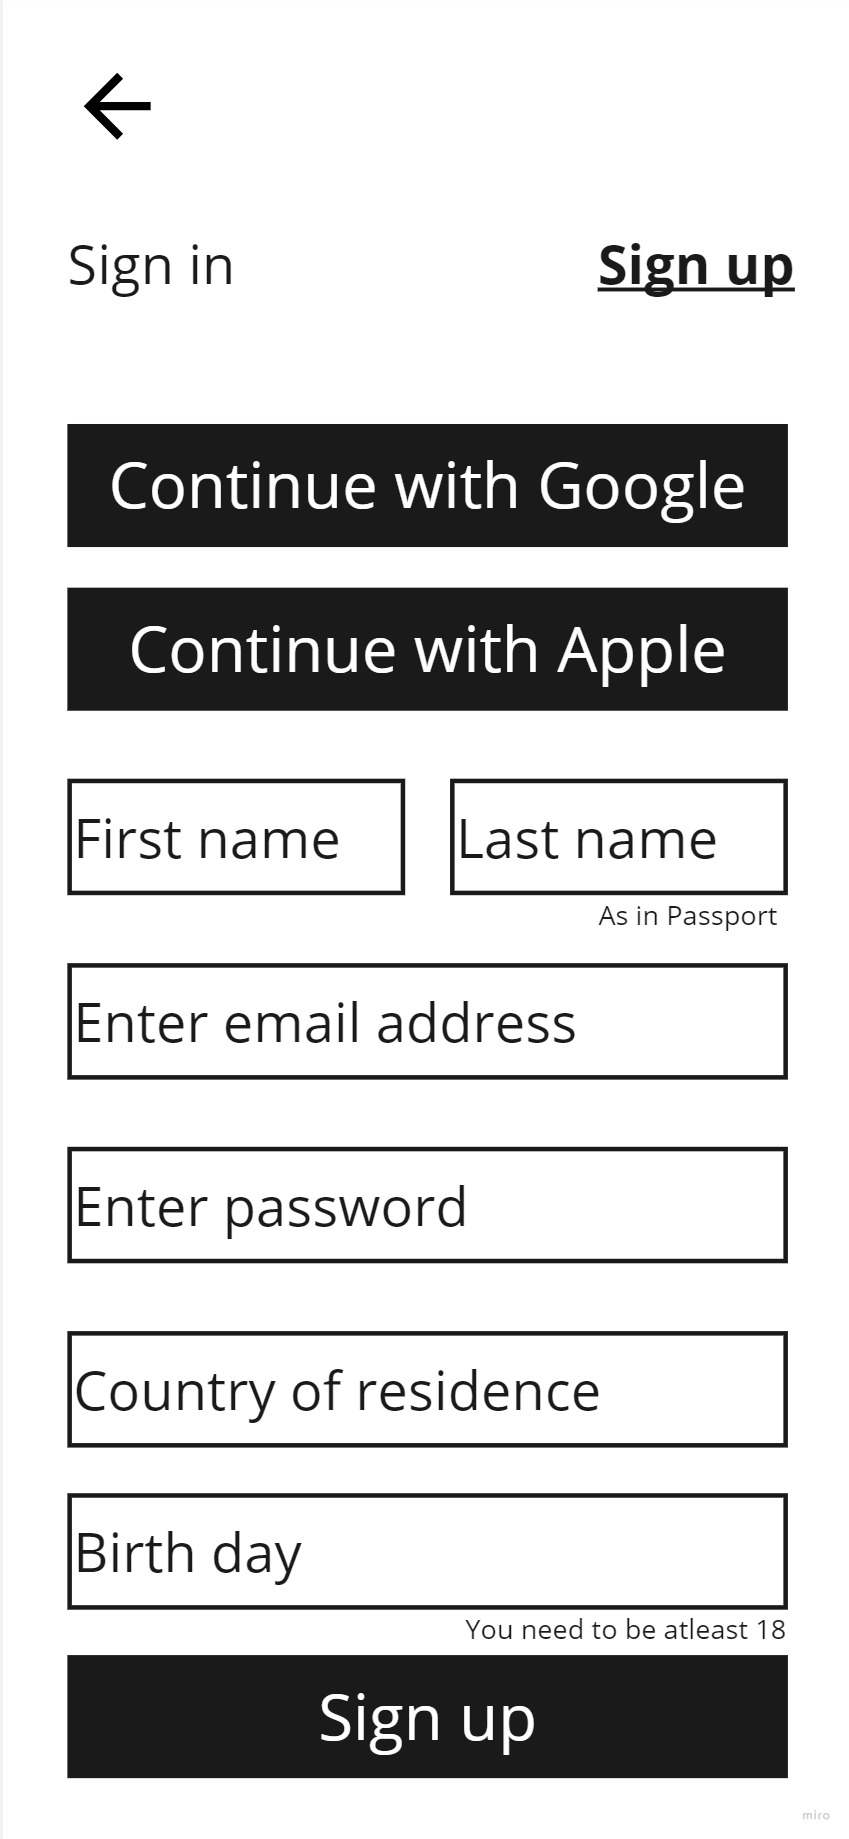 Sign in
Sign up
Continue with Google
Continue with Apple
First name
Last name
As in Passport
Enter email address
Enter password
Country of residence
Birth day
You need to be atleast 18
Sign up
miro